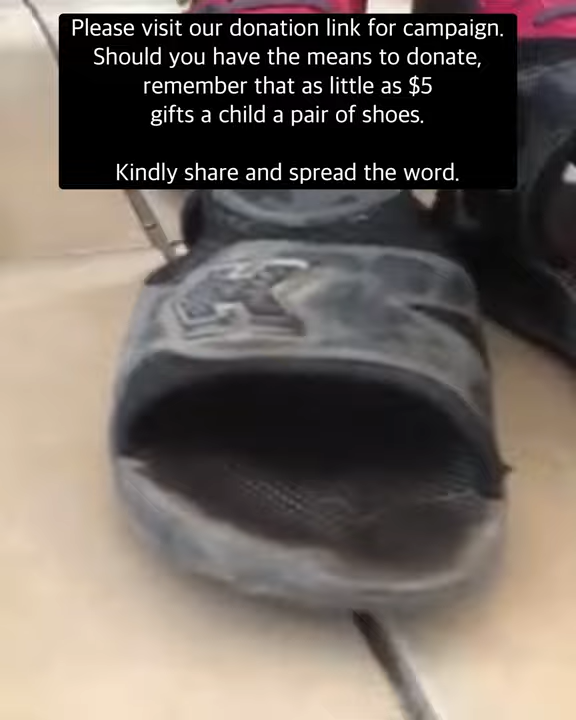 Please visit our donation link for campaign.
Should you have the means to donate,
remember that as little as $5
gifts a child a pair of shoes.
Kindly share and spread the word.